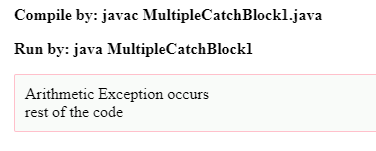 Compile by: javac MultipleCatchBlock1.java
Run by: java MultipleCatchBlock1
Arithmetic Exception occurs
rest of the code